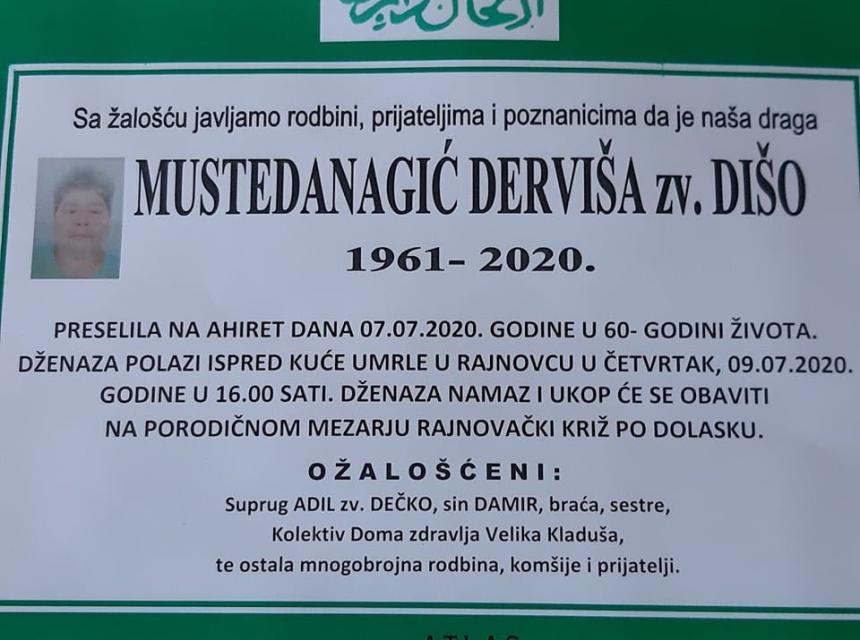 Sa žalošću javljamo rodbini, prijateljima i poznanicima da je naša draga
MUSTEDANAGIĆ DERVIŠA zv. DIŠO
1961– 2020.
PRESELILA NA AHIRET DANA 07.07.2020. GODINE U 60- GODINI ŽIVOTA.
DŽENAZA POLAZI ISPRED KUĆE UMRLE U RAJNOVCU U ČETVRTAK, 09.07.2020.
GODINE U 16.00 SATI. DŽENAZA NAMAZ I UKOP ĆE SE OBAVITI
NA PORODIČNOM MEZARJU RAJNOVAČKI KRIŽ PO DOLASKU.
OŽALOŠĆENI:
Suprug ADIL zv. DEČKO, sin DAMIR, braća, sestre,
Kolektiv Doma zdravlja Velika Kladuša,
te ostala mnogobrojna rodbina, komšije i prijatelji.